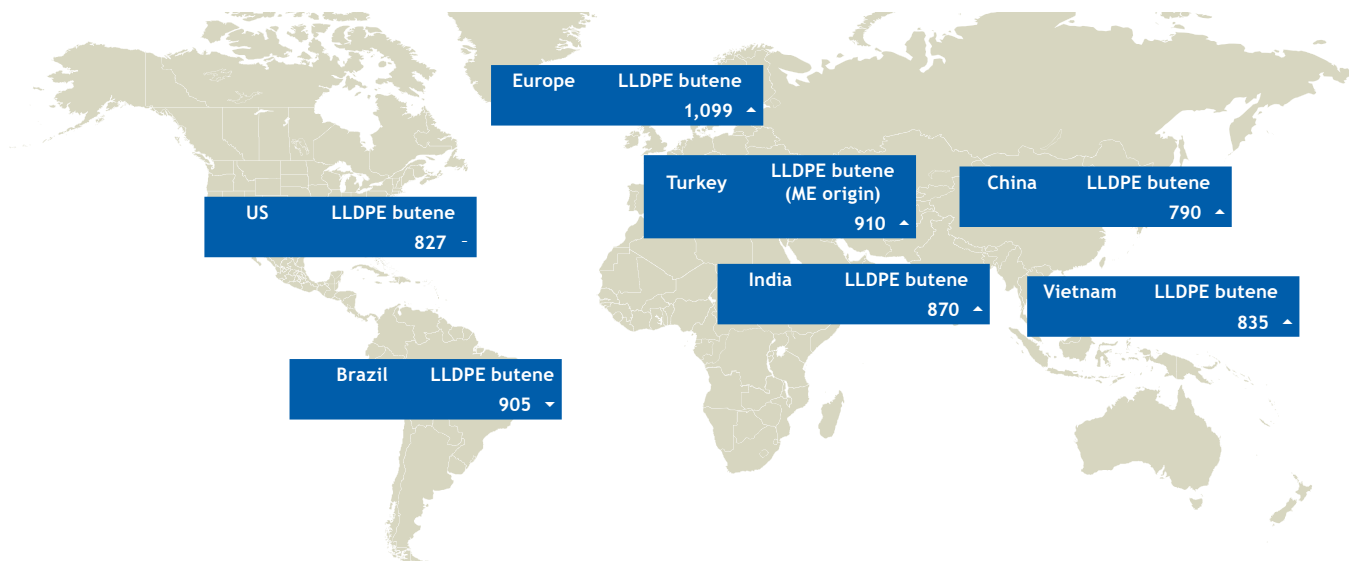 Europe LLDPE butene
1,099
Turkey LLDPE butene
(ME origin)
910
China LLDPE butene
790
US LLDPE butene
827 -
India LLDPE butene
870
Vietnam LLDPE butene
835
Brazil LLDPE butene
905